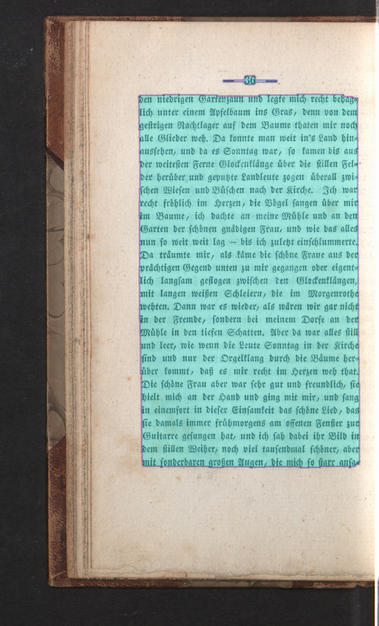 den niedrigen Gartenzaun und legte mich recht behag-
lich unter einem Apfelbaum ins Gras, denn von dem
gestrigen Nachtlager auf dem Baume thaten mir noch
alle Glieder weh. Da konnte man weit in's Land hin-
aussehen, und da es Sonntag war, so kamen bis aus
der weitesten Ferne Glockenklänge über die stillen Fel-
der herüber und geputzte Landleute zogen überall zwi-
schen Wiesen und Büschen nach der Kirche. Ich war
recht fröhlich im Herzen, die Vögel sangen über mir
im Baume, ich dachte an meine Mühle und an den
Garten der schönen gnädigen Frau, und wie das alles
nun so weit weit lag — bis ich zuletzt einschlummerte.
Da träumte mir, als käme die schöne Fraue aus der
prächtigen Gegend unten zu mir gegangen oder eigent-
lich langsam geflogen zwischen den Glockenklängen,
mit langen weißen Schleiern, die im Morgenrothe
wehten. Dann war es wieder, als wären wir gar nicht
in der Fremde, sondern bei meinem Dorfe an der
Mühle in den tiefen Schatten. Aber da war alles still
und leer, wie wenn die Leute Sonntag in der Kirche
sind und nur der Orgelklang durch die Bäume her-
über kommt, daß es mir recht im Herzen weh that.
Die schöne Frau aber war sehr gut und freundlich, sie
hielt mich an der Hand und ging mit mir, und sang
in einemfort in dieser Einsamkeit das schöne Lied, das
sie damals immer frühmorgens am offenen Fenster zur
Guitarre gesungen hat, und ich sah dabei ihr Bild in
dem stillen Weiher, noch viel tausendmal schöner, aber
mit sonderbaren großen Augen, die mich so starr ansa-